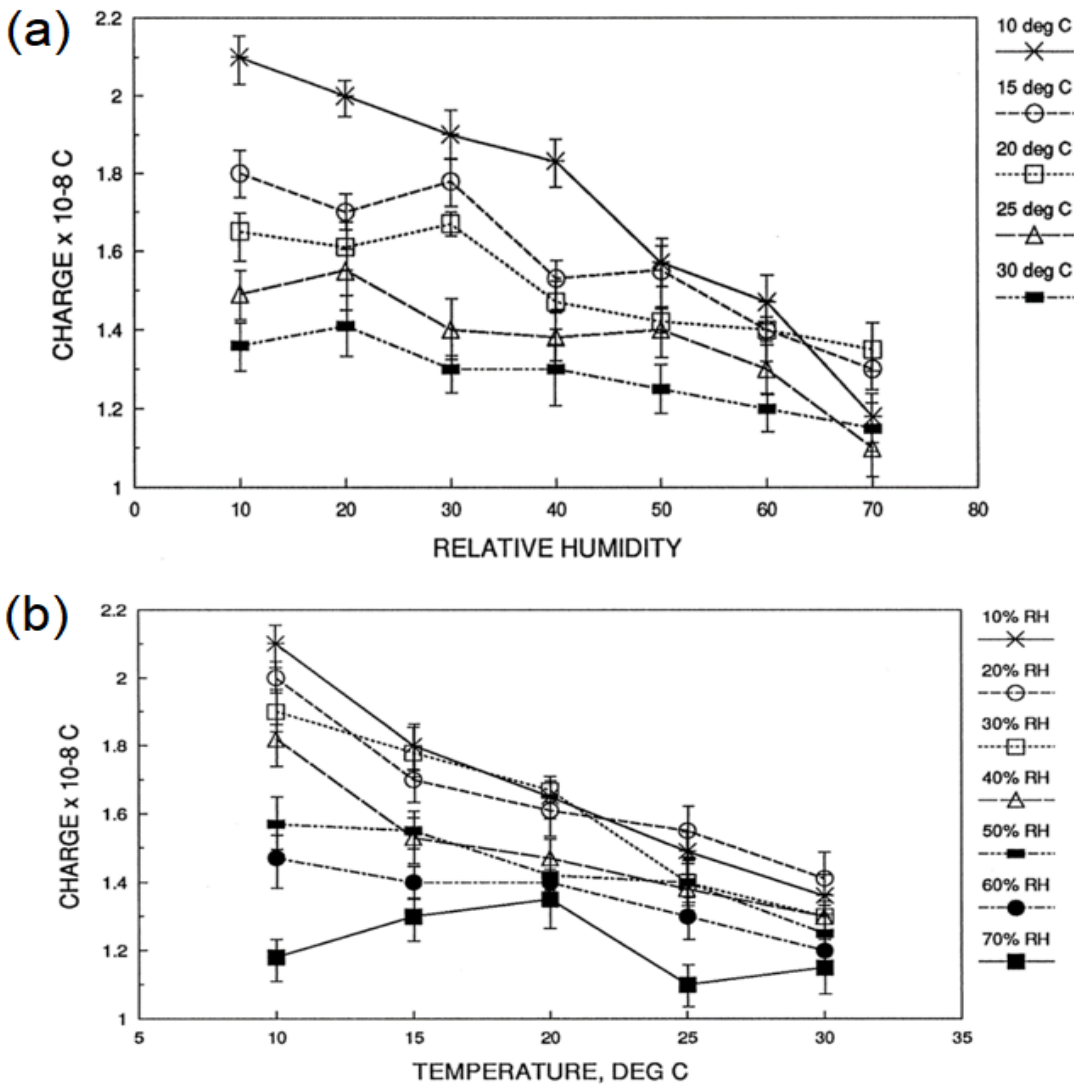 (a)
2.2
2
1.8
1.6
1.4
1.2
1
CHARGE x 10-8 C
10 20 30 40 50 60 70 80
RELATIVE HUMIDITY
10 deg C
15 deg C
20 deg C
25 deg C
30 deg C
(b)
2.2
2
1.8
1.6
1.4
1.2
1
CHARGE x 10-8 C
5 10 15 20 25 30 35
TEMPERATURE, DEG C
10% RH
20% RH
30% RH
40% RH
50% RH
60% RH
70% RH